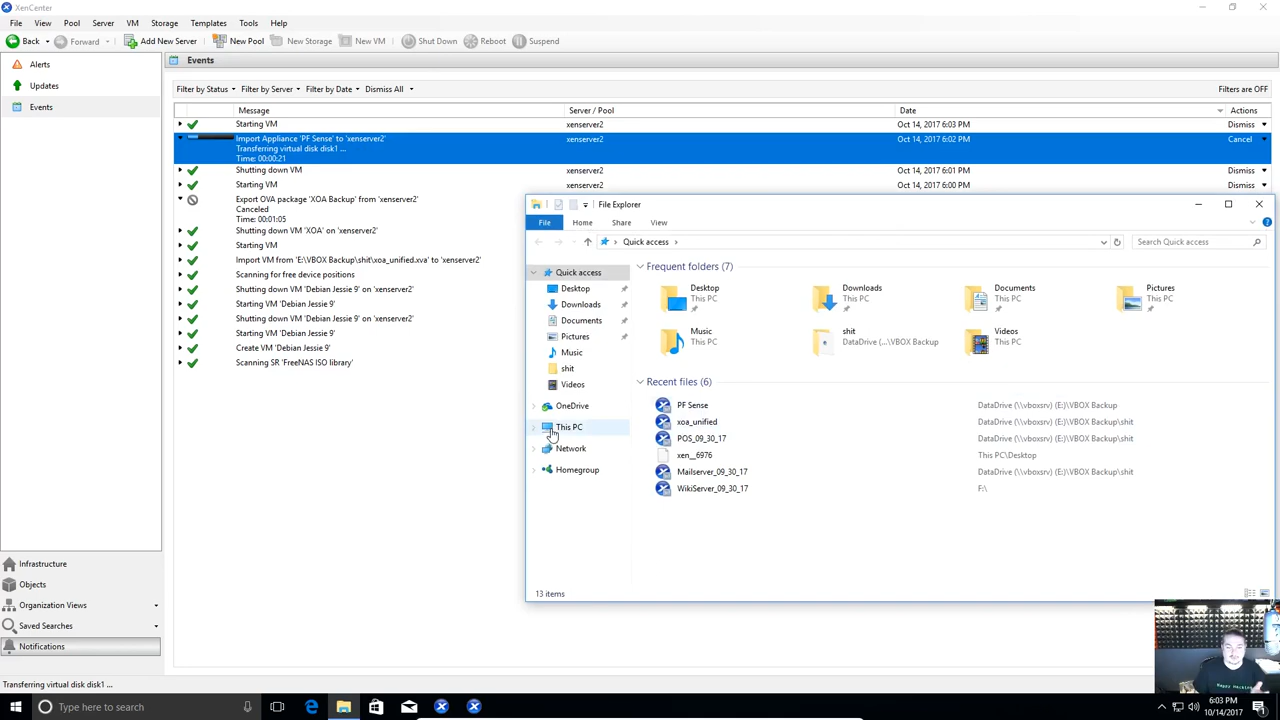 XenCenter
File View Pool Server VM Storage Templates Tools Help
Back Forward Add New Server New Pool New Storage New VM Shut Down Reboot Suspend
Alerts
Updates
Events
Infrastructure
Objects
Organization Views
Saved Searches
Notifications
Events
Filter by Status Filter by Server Filter by Date Dismiss All Filters are OFF
Message Server / Pool Date Actions
Starting VM xenserver2 Oct 14, 2017 6:03 PM Dismiss
Import Appliance 'PF Sense' to 'xenserver2' xenserver2 Oct 14, 2017 6:02 PM Cancel
Transferring virtual disk disk1 ...
Time: 00:00:21
Shutting down VM xenserver2 Oct 14, 2017 6:01 PM Dismiss
Starting VM xenserver2 Oct 14, 2017 6:00 PM Dismiss
Export OVA package 'XOA Backup' from 'xenserver2'
Canceled
Time: 00:01:05
Shutting down VM 'XOA' on 'xenserver2'
Starting VM
Import VM from 'E:\VBOX Backup\shit\xoa_unified.xva' to 'xenserver2'
Scanning for free device positions
Shutting down VM 'Debian Jessie 9' on 'xenserver2'
Starting VM 'Debian Jessie 9'
Shutting down VM 'Debian Jessie 9' on 'xenserver2'
Starting VM 'Debian Jessie 9'
Create VM 'Debian Jessie 9'
Scanning SR 'FreeNAS ISO library'
File Explorer
File Home Share View
Quick access Search Quick access
Quick access
Desktop
Downloads
Documents
Pictures
Music
shit
Videos
OneDrive
This PC
Network
Homegroup
Frequent folders (7)
Desktop
This PC
Downloads
This PC
Documents
This PC
Pictures
This PC
Music
This PC
shit
DataDrive (...\VBOX Backup
Videos
This PC
Recent files (6)
PF Sense DataDrive (\\vboxsrv) (E:)\VBOX Backup
xoa_unified DataDrive (\\vboxsrv) (E:)\VBOX Backup\shit
POS_09_30_17 DataDrive (\\vboxsrv) (E:)\VBOX Backup\shit
xen__6976 This PC\Desktop
Mailserver_09_30_17 DataDrive (\\vboxsrv) (E:)\VBOX Backup\shit
WikiServer_09_30_17 F:\
13 items
Transferring virtual disk disk1 ...
Type here to search
6:03 PM
10/14/2017